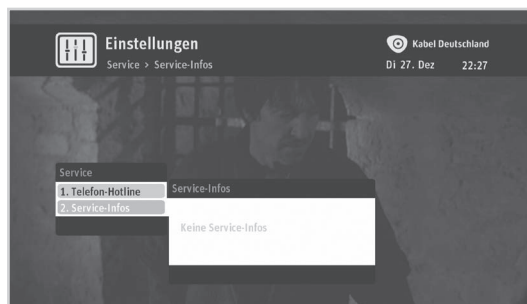 Einstellungen
Kabel Deutschland
Service > Service-Infos
Di 27. Dez 22:27
Service
1. Telefon-Hotline
2. Service-Infos
Service-Infos
Keine Service-Infos